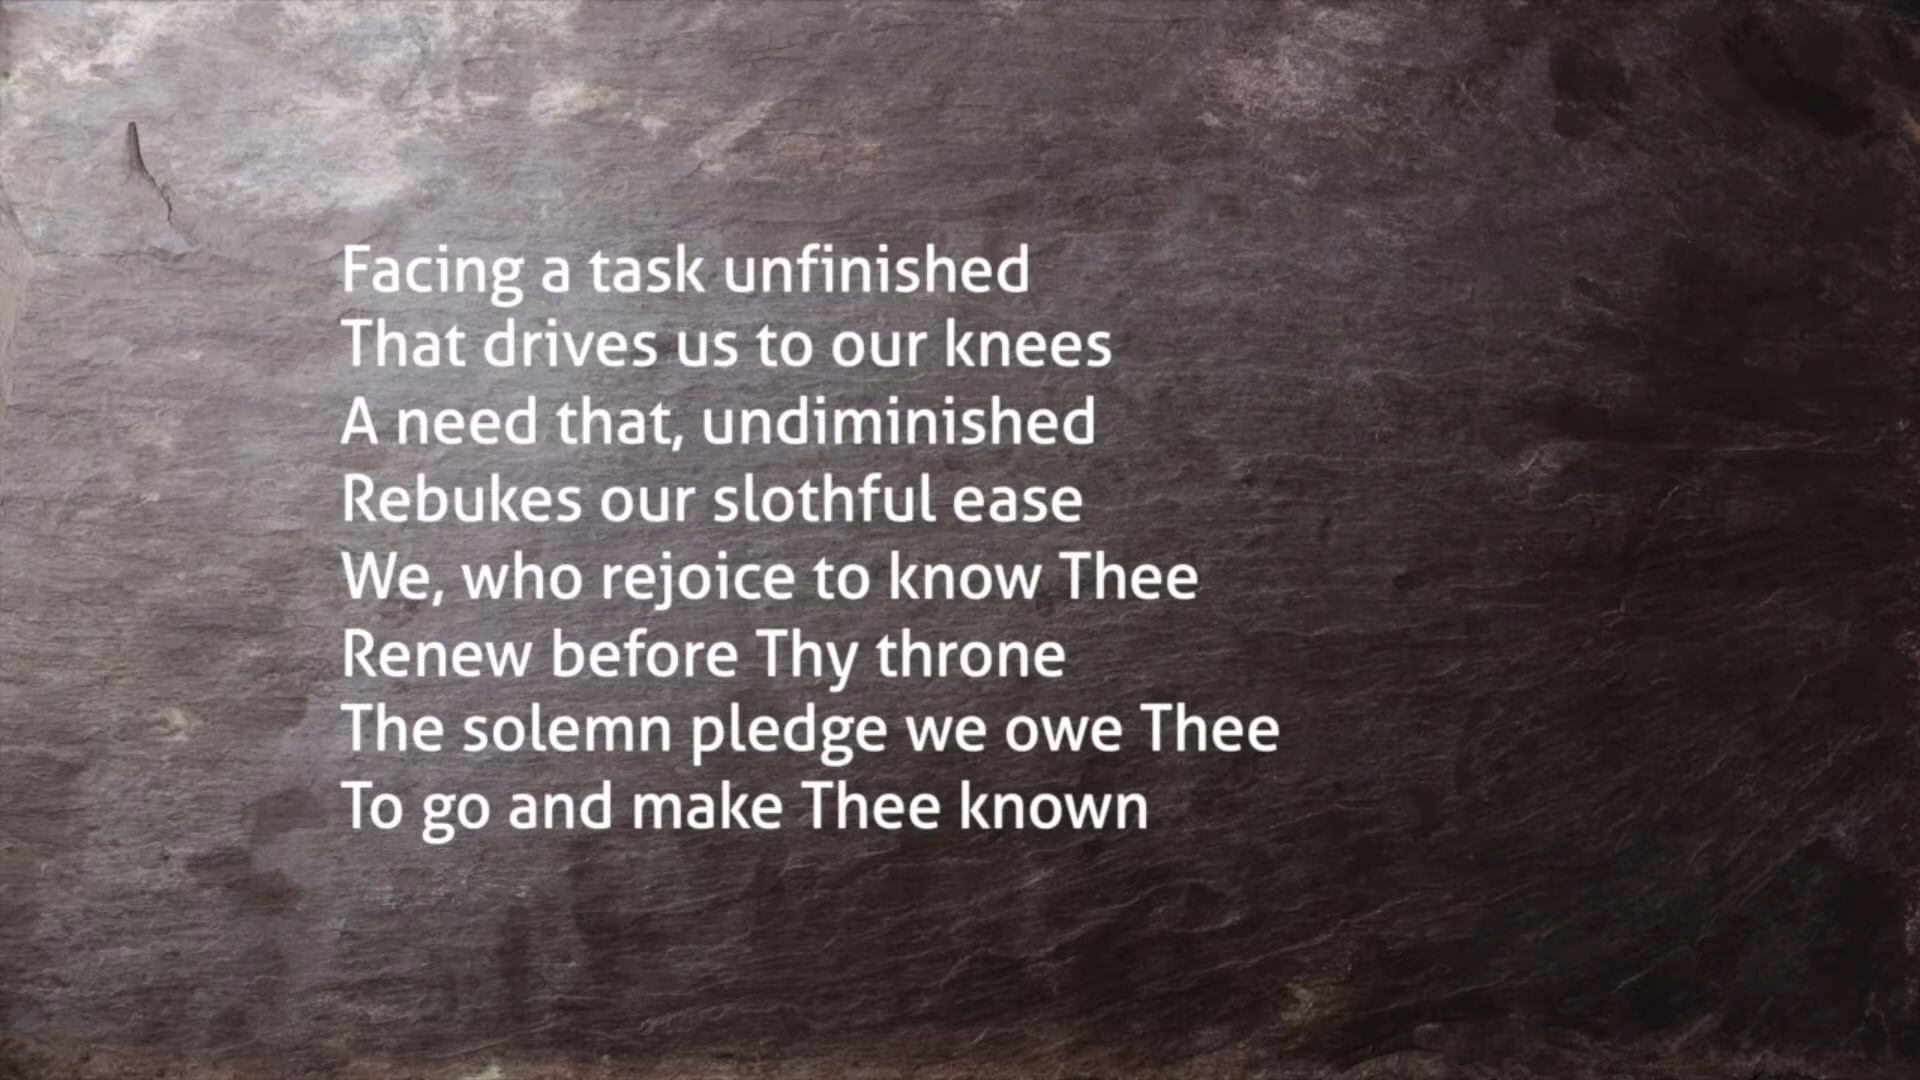 Facing a task unfinished
That drives us to our knees
A need that, undiminished
Rebukes our slothful ease
We, who rejoice to know Thee
Renew before Thy throne
The solemn pledge we owe Thee
To go and make Thee known